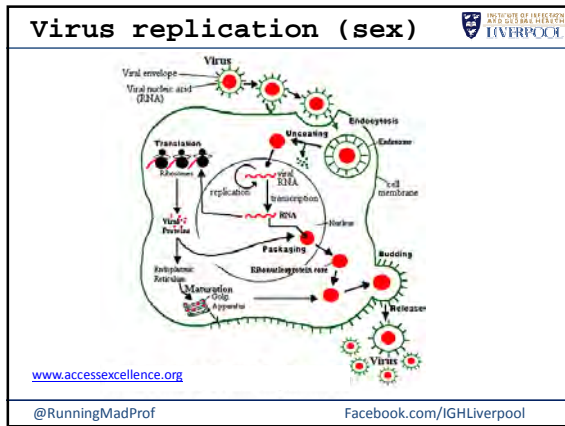 Virus replication (sex)
INSTITUTE OF INFECTION
AND GLOBAL HEALTH
LIVERPOOL
Virus
Viral envelope
Viral nucleic acid
(RNA)
Endocytosis
Uncoating
Endosome
Translation
Ribosomes
viral
RNA
replication
cell
membrane
transcription
RNA
Nucleus
Viral
Proteins
Packaging
Budding
Ribonucleoprotein core
Endoplasmic
Reticulum
Maturation
Golgi
Apparatus
Release
Virus
www.accessexcellence.org
@RunningMadProf
Facebook.com/IGHLiverpool